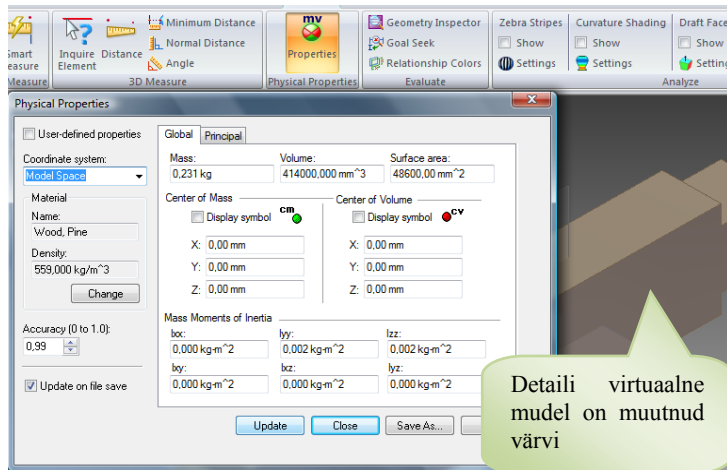 Smart
Measure
Measure
Inquire
Element
Distance
Minimum Distance
Normal Distance
Angle
3D Measure
mv
Properties
Physical Properties
Geometry Inspector
Goal Seek
Relationship Colors
Evaluate
Zebra Stripes
Show
Settings
Curvature Shading
Show
Settings
Draft Face
Show
Settings
Analyze
Physical Properties
User-defined properties
Coordinate system:
Model Space
Material
Name:
Wood, Pine
Density:
559,000 kg/m^3
Change
Accuracy (0 to 1.0):
0,99
Update on file save
Global Principal
Mass: Volume: Surface area:
0,231 kg 414000,000 mm^3 48600,00 mm^2
Center of Mass
Display symbol cm
X: 0,00 mm
Y: 0,00 mm
Z: 0,00 mm
Center of Volume
Display symbol cv
X: 0,00 mm
Y: 0,00 mm
Z: 0,00 mm
Mass Moments of Inertia
Ixx: Iyy: Izz:
0,000 kg-m^2 0,002 kg-m^2 0,002 kg-m^2
Ixy: Ixz: Iyz:
0,000 kg-m^2 0,000 kg-m^2 0,000 kg-m^2
Update Close Save As...
Detaili virtuaalne
mudel on muutnud
värvi